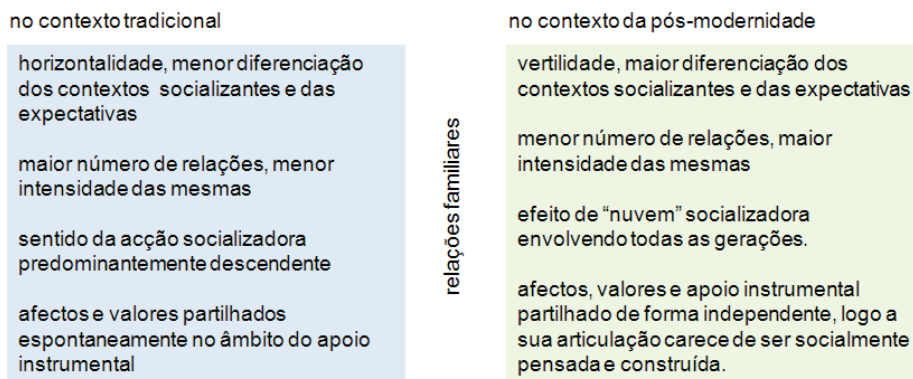 no contexto tradicional
horizontalidade, menor diferenciação
dos contextos socializantes e das
expectativas
maior número de relações, menor
intensidade das mesmas
sentido da acção socializadora
predominantemente descendente
afectos e valores partilhados
espontaneamente no âmbito do apoio
instrumental
relações familiares
no contexto da pós-modernidade
vertilidade, maior diferenciação dos
contextos socializantes e das expectativas
menor número de relações, maior
intensidade das mesmas
efeito de “nuvem” socializadora
envolvendo todas as gerações.
afectos, valores e apoio instrumental
partilhado de forma independente, logo a
sua articulação carece de ser socialmente
pensada e construída.